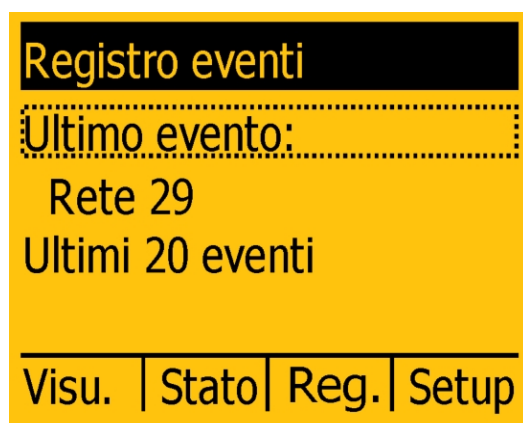 Registro eventi
Ultimo evento:
Rete 29
Ultimi 20 eventi
Visu. Stato Reg. Setup